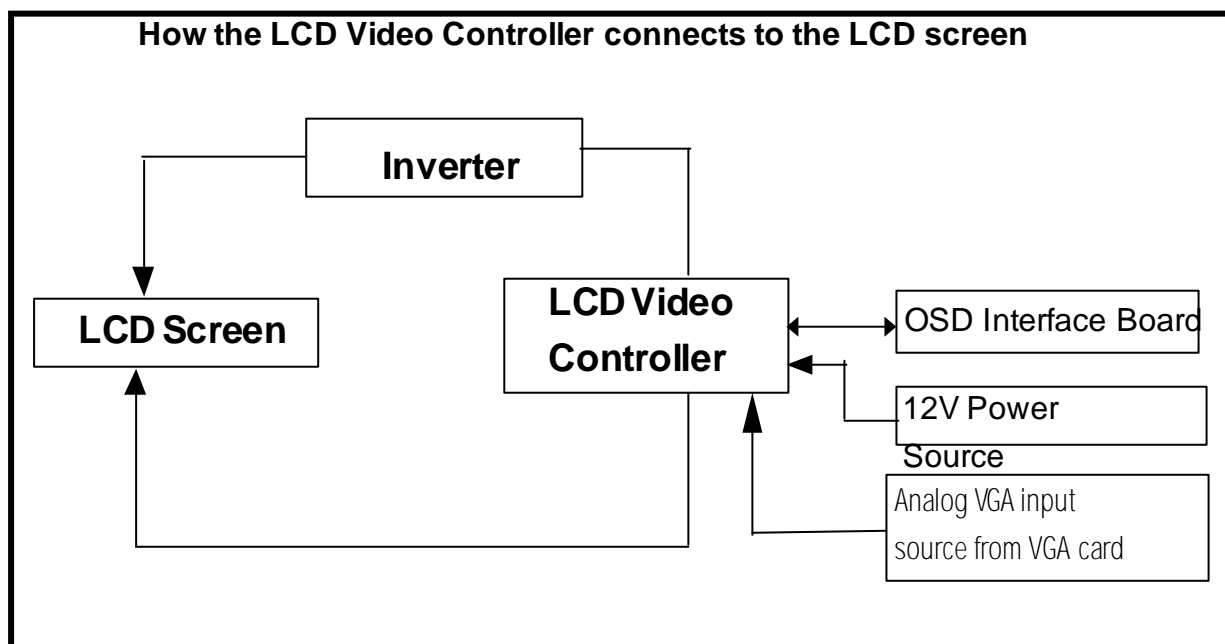 How the LCD Video Controller connects to the LCD screen
Inverter
LCD Screen
LCD Video
Controller
OSD Interface Board
12V Power
Source
Analog VGA input
source from VGA card